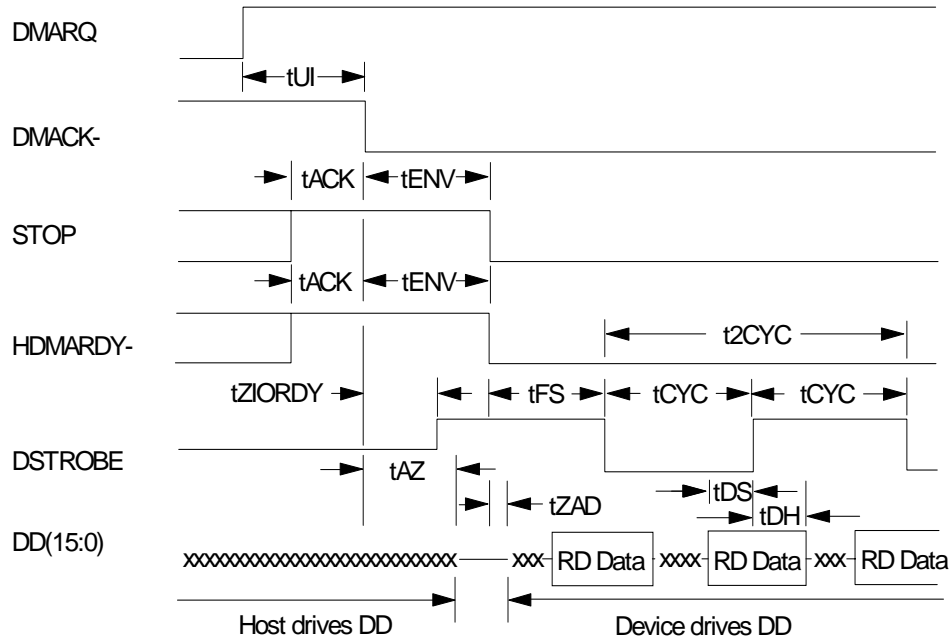 DMARQ
tUI
DMACK-
tACK tENV
STOP
tACK tENV
HDMARDY-
t2CYC
tZIORDY tFS tCYC tCYC
DSTROBE
tAZ
tDS
tZAD tDH
DD(15:0)
XXXXXXXXXXXXXXXXXXXXXXXXXX XXX RD Data XXXX RD Data XXX RD Data
Host drives DD Device drives DD